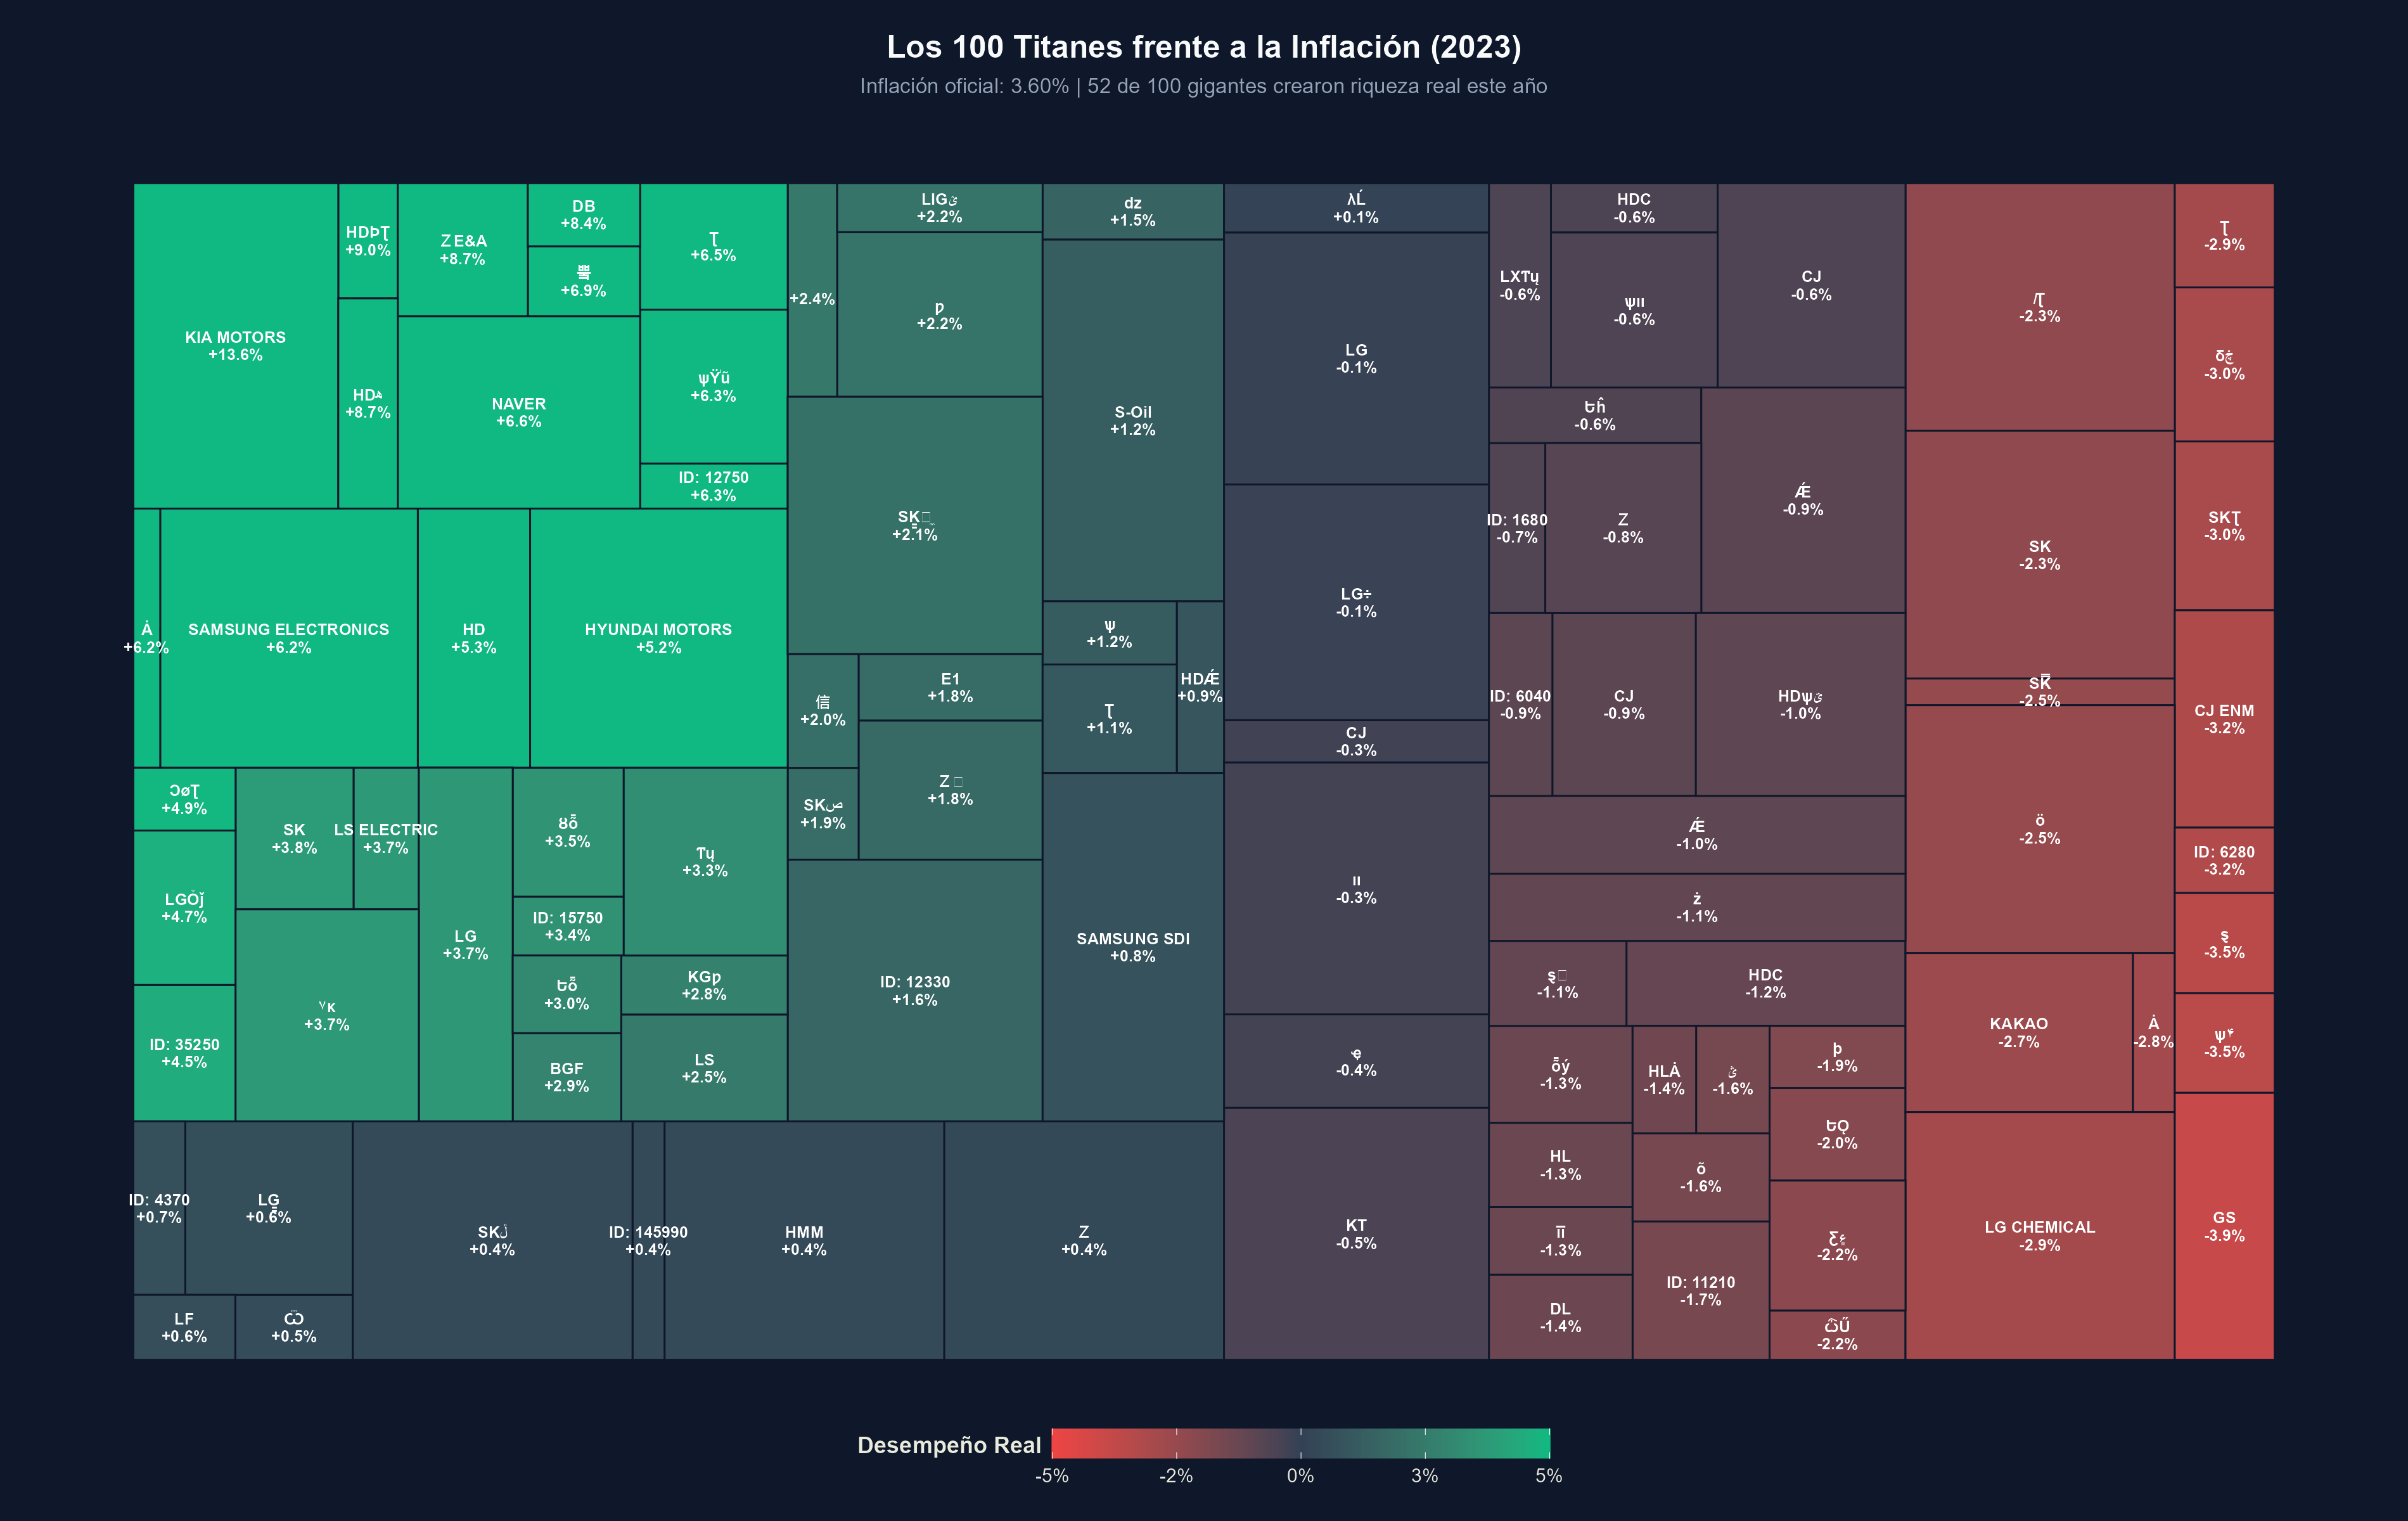 Los 100 Titanes frente a la Inflación (2023)
Inflación oficial: 3.60% | 52 de 100 gigantes crearon riqueza real este año
KIA MOTORS
+13.6%
HDÞƮ
+9.0%
HD
+8.7%
Z E&A
+8.7%
DB
+8.4%
+6.9%
NAVER
+6.6%
Ʈ
+6.5%
ψŸũ
+6.3%
ID: 12750
+6.3%
Ȧ
+6.2%
SAMSUNG ELECTRONICS
+6.2%
HD
+5.3%
HYUNDAI MOTORS
+5.2%
ƆøƮ
+4.9%
+4.7%
ID: 35250
+4.5%
SK
+3.8%
LS ELECTRIC
+3.7%
+3.7%
LG
+3.7%
+3.5%
ID: 15750
+3.4%
Ƭų
+3.3%
+3.0%
BGF
+2.9%
KGƿ
+2.8%
LS
+2.5%
+2.4%
+2.2%
ƿ
+2.2%
+2.1%
信
+2.0%
+1.9%
E1
+1.8%
+1.8%
ID: 12330
+1.6%
dz
+1.5%
S-Oil
+1.2%
ψ
+1.2%
Ʈ
+1.1%
HDǼ
+0.9%
SAMSUNG SDI
+0.8%
ID: 4370
+0.7%
+0.6%
LF
+0.6%
+0.5%
+0.4%
ID: 145990
+0.4%
HMM
+0.4%
Z
+0.4%
λĹ
+0.1%
LG
-0.1%
LG÷
-0.1%
CJ
-0.3%
װ
-0.3%
-0.4%
KT
-0.5%
LXƬų
-0.6%
HDC
-0.6%
ψװ
-0.6%
CJ
-0.6%
եĥ
-0.6%
ID: 1680
-0.7%
Z
-0.8%
Ǽ
-0.9%
ID: 6040
-0.9%
CJ
-0.9%
-1.0%
Ǽ
-1.0%
ż
-1.1%
-1.1%
HDC
-1.2%
-1.3%
HL
-1.3%
-1.3%
DL
-1.4%
HLȦ
-1.4%
-1.6%
õ
-1.6%
ID: 11210
-1.7%
þ
-1.9%
-2.0%
-2.2%
-2.2%
-2.3%
SK
-2.3%
-2.5%
ö
-2.5%
KAKAO
-2.7%
Ȧ
-2.8%
LG CHEMICAL
-2.9%
Ʈ
-2.9%
-3.0%
SKƮ
-3.0%
CJ ENM
-3.2%
ID: 6280
-3.2%
-3.5%
-3.5%
GS
-3.9%
Desempeño Real
-5%
-2%
0%
3%
5%